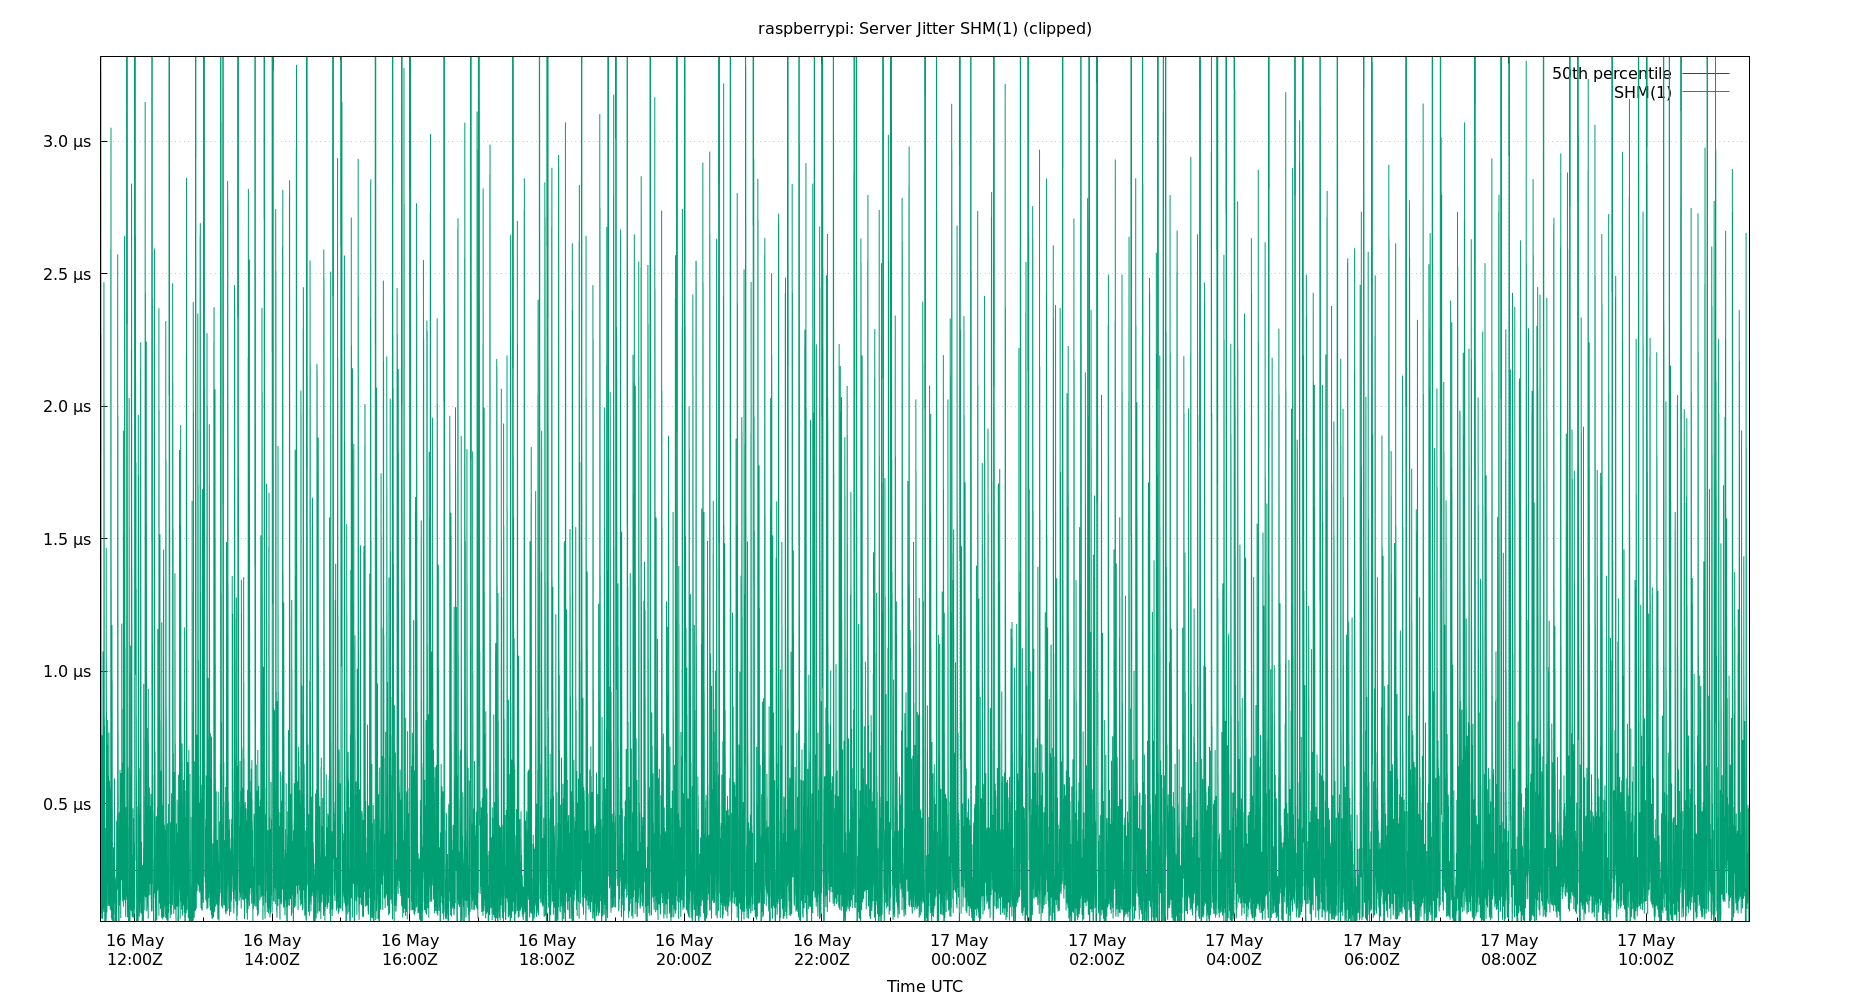 raspberrypi: Server Jitter SHM(1) (clipped)
50th percentile
SHM(1)
3.0 μs
2.5 μs
2.0 μs
1.5 μs
1.0 μs
0.5 μs
16 May 16 May 16 May 16 May 16 May 16 May 17 May 17 May 17 May 17 May 17 May 17 May
12:00Z 14:00Z 16:00Z 18:00Z 20:00Z 22:00Z 00:00Z 02:00Z 04:00Z 06:00Z 08:00Z 10:00Z
Time UTC